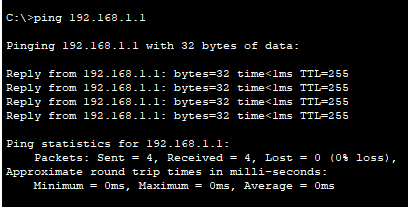 C:\>ping 192.168.1.1
Pinging 192.168.1.1 with 32 bytes of data:
Reply from 192.168.1.1: bytes=32 time<1ms TTL=255
Reply from 192.168.1.1: bytes=32 time<1ms TTL=255
Reply from 192.168.1.1: bytes=32 time<1ms TTL=255
Reply from 192.168.1.1: bytes=32 time<1ms TTL=255
Ping statistics for 192.168.1.1:
    Packets: Sent = 4, Received = 4, Lost = 0 (0% loss),
Approximate round trip times in milli-seconds:
    Minimum = 0ms, Maximum = 0ms, Average = 0ms